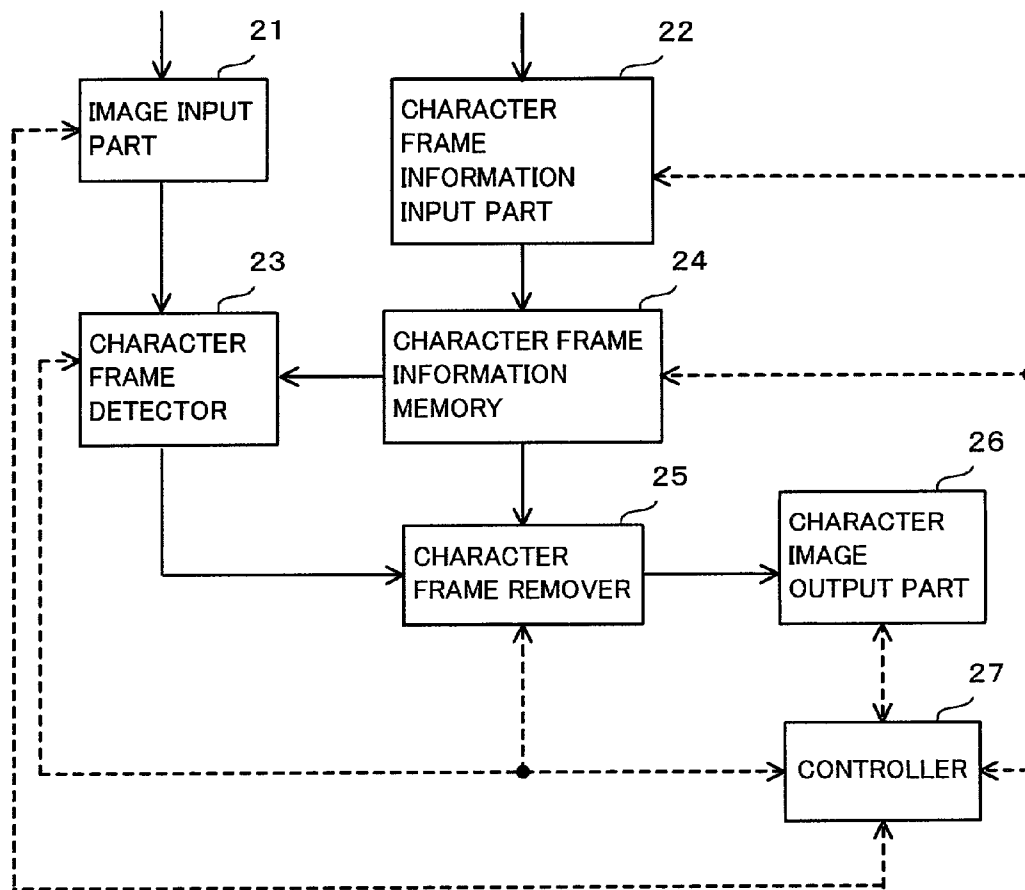 21
IMAGE INPUT
PART
22
CHARACTER
FRAME
INFORMATION
INPUT PART
23
CHARACTER
FRAME
DETECTOR
24
CHARACTER FRAME
INFORMATION
MEMORY
25
CHARACTER
FRAME REMOVER
26
CHARACTER
IMAGE
OUTPUT PART
27
CONTROLLER